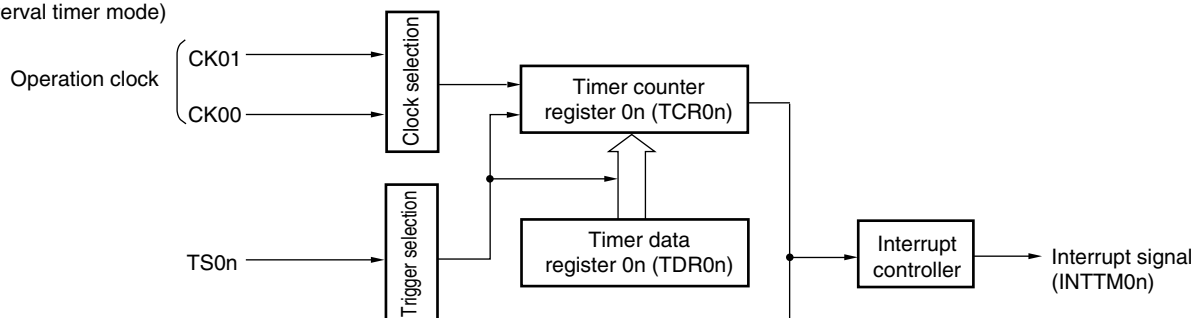 erval timer mode)
Operation clock
CK01
CK00
Clock selection
Timer counter
register 0n (TCR0n)
TS0n
Trigger selection
Timer data
register 0n (TDR0n)
Interrupt
controller
Interrupt signal
(INTTM0n)